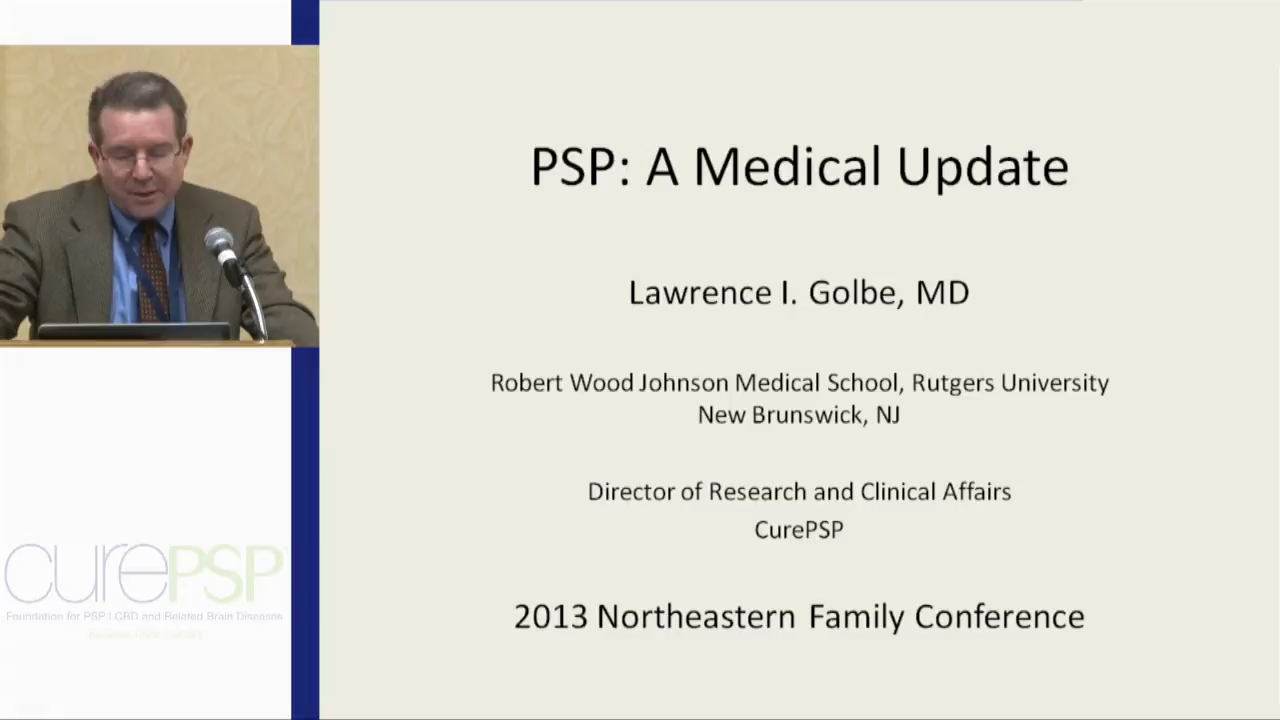 PSP: A Medical Update
Lawrence I. Golbe, MD
Robert Wood Johnson Medical School, Rutgers University
New Brunswick, NJ
Director of Research and Clinical Affairs
CurePSP
2013 Northeastern Family Conference
curePSP
Foundation for PSP | CBD and Related Brain Diseases